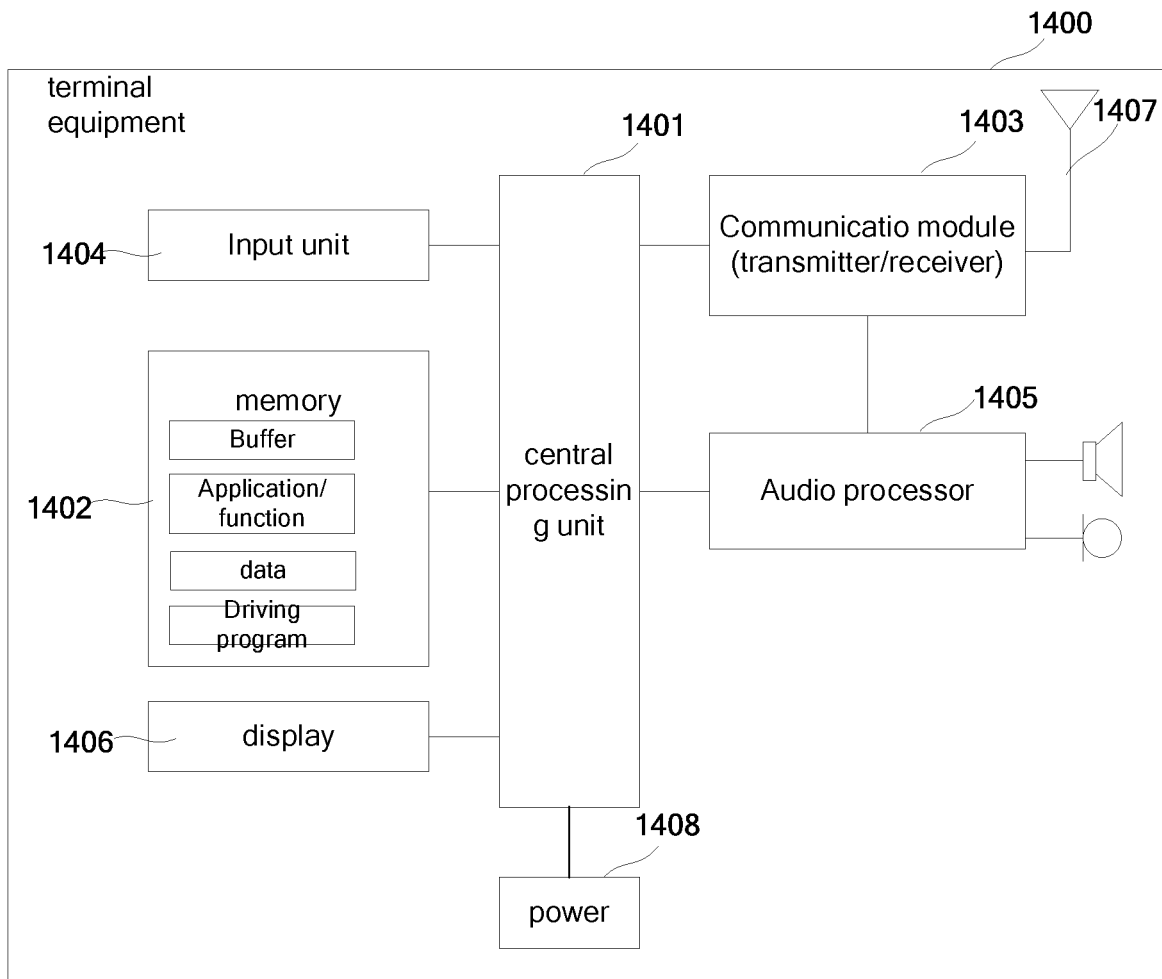 1400
terminal
equipment
1401
1403
1407
1404
Input unit
Communicatio module
(transmitter/receiver)
memory
Buffer
Application/
function
data
Driving
program
1402
central
processin
g unit
1405
Audio processor
1406
display
1408
power